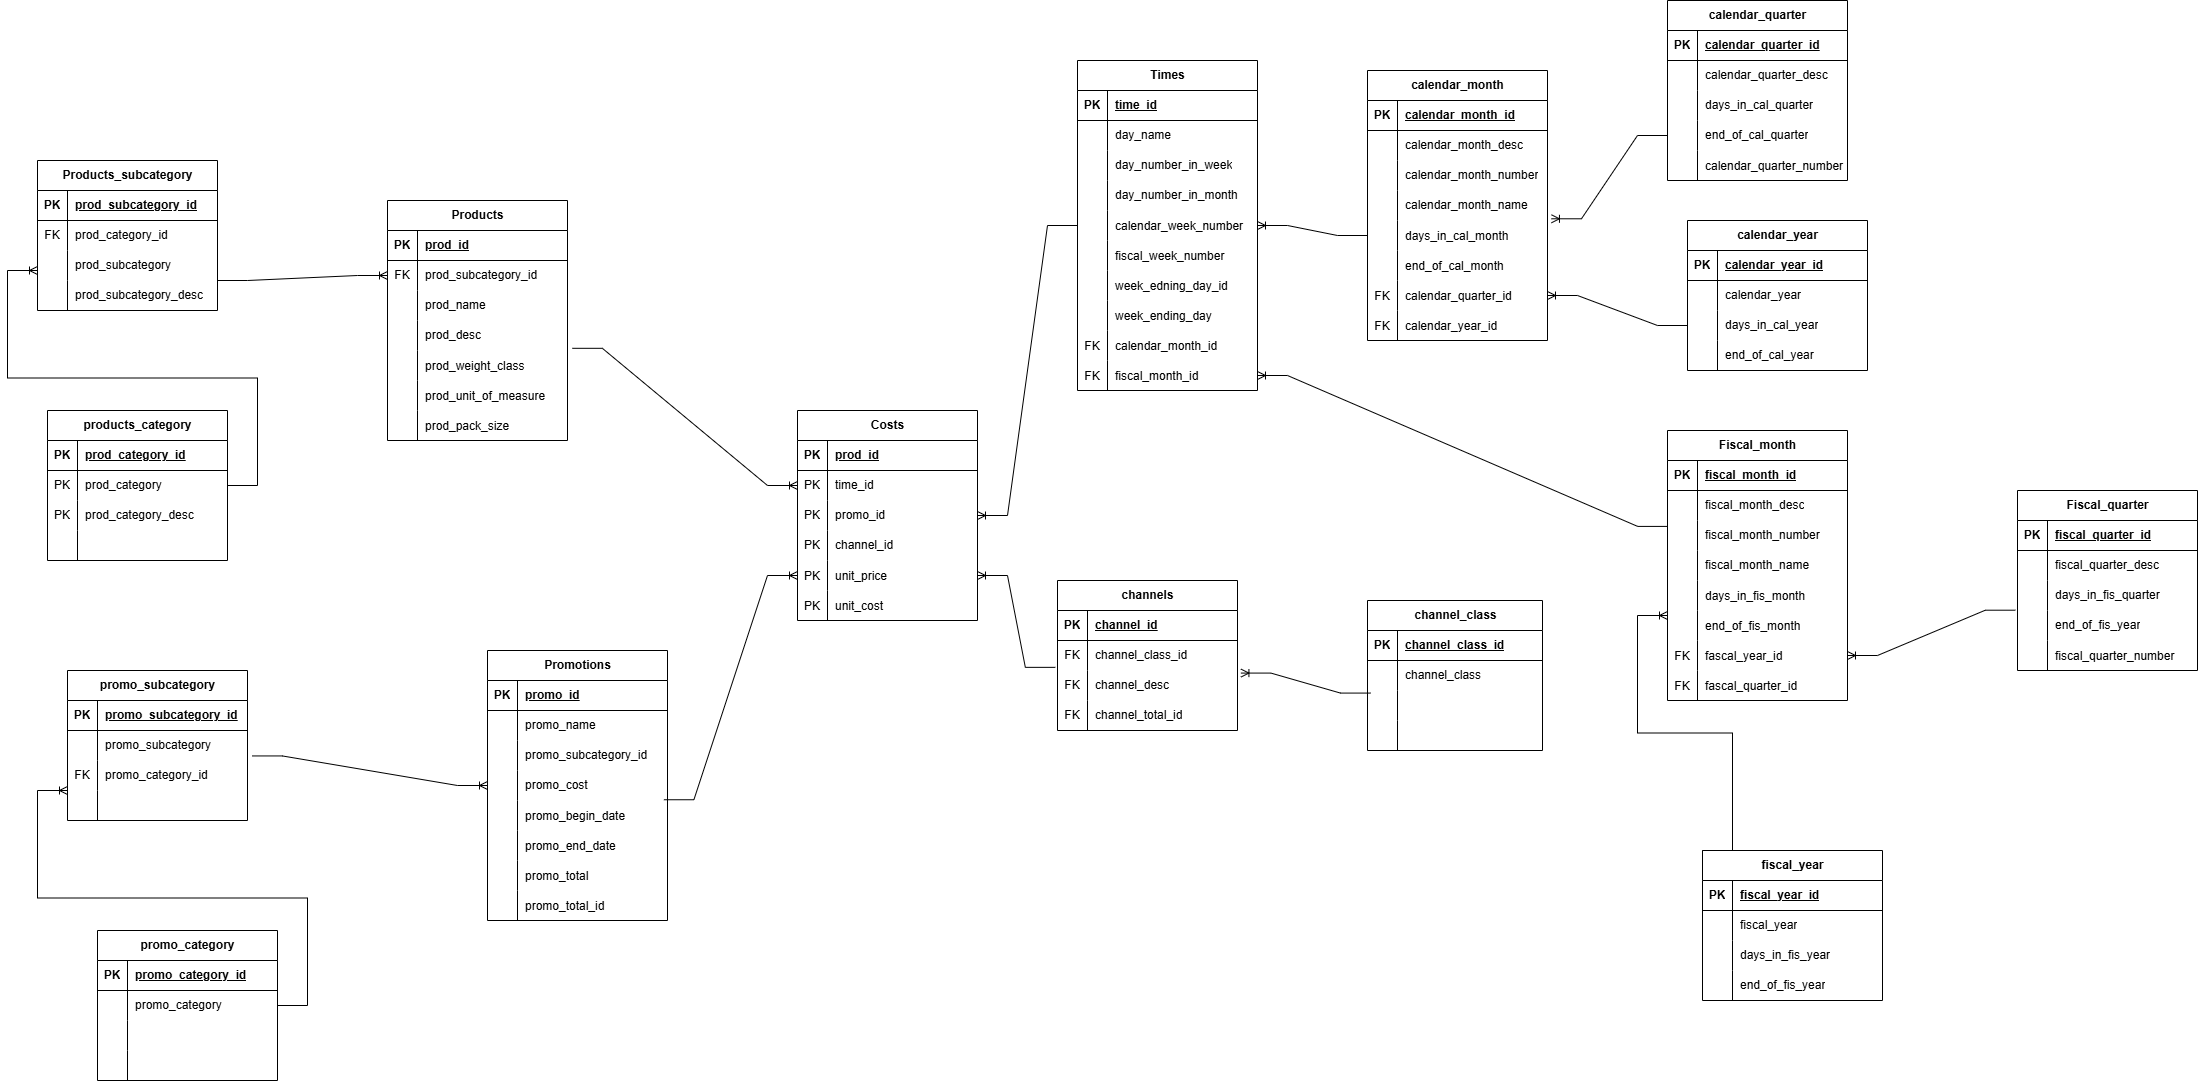 calendar_quarter
PK calendar_quarter_id
calendar_quarter_desc
days_in_cal_quarter
end_of_cal_quarter
calendar_quarter_number
Times
PK time_id
day_name
day_number_in_week
day_number_in_month
calendar_week_number
fiscal_week_number
week_edning_day_id
week_ending_day
FK calendar_month_id
FK fiscal_month_id
calendar_month
PK calendar_month_id
calendar_month_desc
calendar_month_number
calendar_month_name
days_in_cal_month
end_of_cal_month
FK calendar_quarter_id
FK calendar_year_id
calendar_year
PK calendar_year_id
calendar_year
days_in_cal_year
end_of_cal_year
Products_subcategory
PK prod_subcategory_id
FK prod_category_id
prod_subcategory
prod_subcategory_desc
Products
PK prod_id
FK prod_subcategory_id
prod_name
prod_desc
prod_weight_class
prod_unit_of_measure
prod_pack_size
products_category
PK prod_category_id
PK prod_category
PK prod_category_desc
Costs
PK prod_id
PK time_id
PK promo_id
PK channel_id
PK unit_price
PK unit_cost
Fiscal_month
PK fiscal_month_id
fiscal_month_desc
fiscal_month_number
fiscal_month_name
days_in_fis_month
end_of_fis_month
FK fascal_year_id
FK fascal_quarter_id
Fiscal_quarter
PK fiscal_quarter_id
fiscal_quarter_desc
days_in_fis_quarter
end_of_fis_year
fiscal_quarter_number
channels
PK channel_id
FK channel_class_id
FK channel_desc
FK channel_total_id
channel_class
PK channel_class_id
channel_class
promo_subcategory
PK promo_subcategory_id
promo_subcategory
FK promo_category_id
Promotions
PK promo_id
promo_name
promo_subcategory_id
promo_cost
promo_begin_date
promo_end_date
promo_total
promo_total_id
fiscal_year
PK fiscal_year_id
fiscal_year
days_in_fis_year
end_of_fis_year
promo_category
PK promo_category_id
promo_category